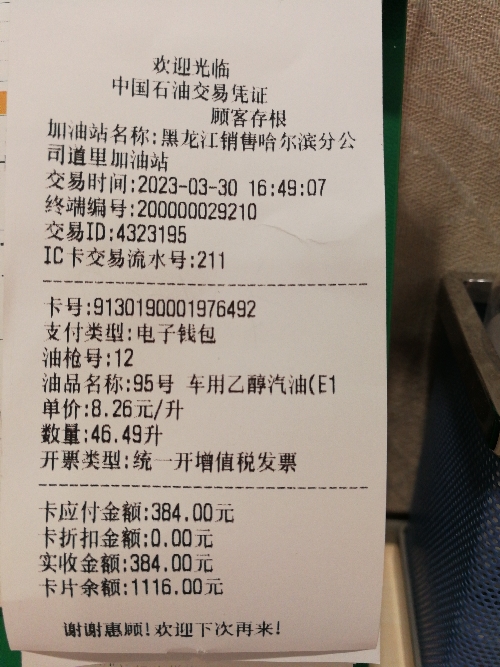 欢迎光临
中国石油交易凭证
顾客存根
加油站名称:黑龙江销售哈尔滨分公
司道里加油站
交易时间:2023-03-30 16:49:07
终端编号:200000029210
交易ID:4323195
IC卡交易流水号:211
卡号:9130190001976492
支付类型:电子钱包
油枪号:12
油品名称:95号 车用乙醇汽油(E1
单价:8.26元/升
数量:46.49升
开票类型:统一开增值税发票
卡应付金额:384.00元
卡折扣金额:0.00元
实收金额:384.00元
卡片余额:1116.00元
谢谢惠顾!欢迎下次再来!